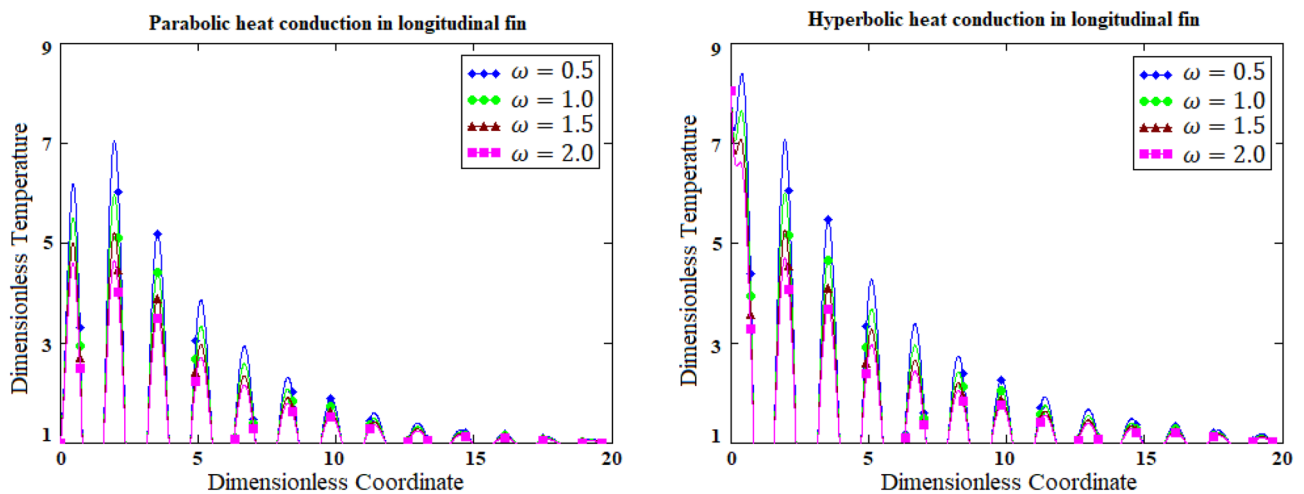 Parabolic heat conduction in longitudinal fin
9
7
5
3
1
0
5
10
15
20
Dimensionless Temperature
Dimensionless Coordinate
ω = 0.5
ω = 1.0
ω = 1.5
ω = 2.0
Hyperbolic heat conduction in longitudinal fin
9
7
5
3
1
0
5
10
15
20
Dimensionless Temperature
Dimensionless Coordinate
ω = 0.5
ω = 1.0
ω = 1.5
ω = 2.0